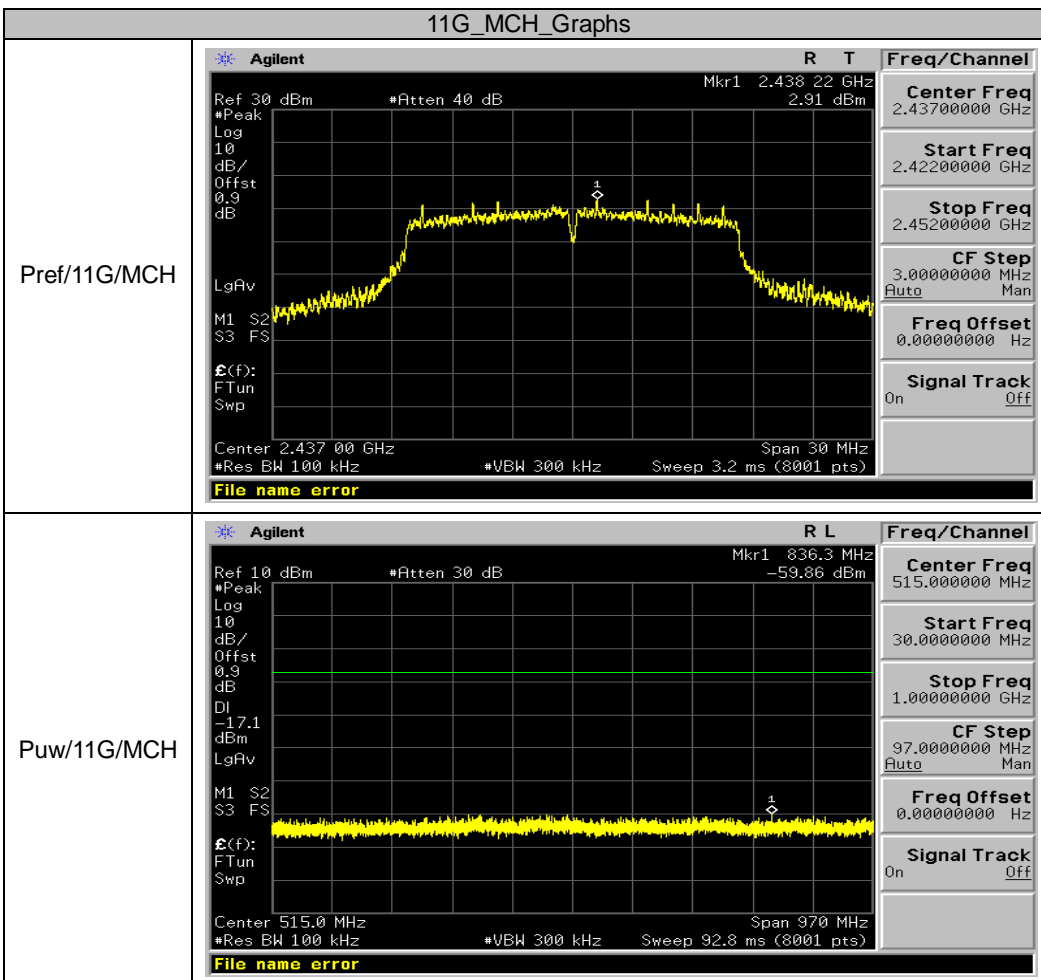 11G_MCH_Graphs
Pref/11G/MCH
Agilent R T
Mkr1 2.438 22 GHz
Ref 30 dBm #Atten 40 dB 2.91 dBm
#Peak
Log
10
dB/
Offst
0.9
dB
1
LgAv
M1 S2
S3 FS
£(f):
FTun
Swp
Center 2.437 00 GHz Span 30 MHz
#Res BW 100 kHz #VBW 300 kHz Sweep 3.2 ms (8001 pts)
File name error
Freq/Channel
Center Freq
2.43700000 GHz
Start Freq
2.42200000 GHz
Stop Freq
2.45200000 GHz
CF Step
3.00000000 MHz
Auto Man
Freq Offset
0.00000000 Hz
Signal Track
On Off
Puw/11G/MCH
Agilent R L
Mkr1 836.3 MHz
Ref 10 dBm #Atten 30 dB -59.86 dBm
#Peak
Log
10
dB/
Offst
0.9
dB
DI
-17.1
dBm
LgAv
1
M1 S2
S3 FS
£(f):
FTun
Swp
Center 515.0 MHz Span 970 MHz
#Res BW 100 kHz #VBW 300 kHz Sweep 92.8 ms (8001 pts)
File name error
Freq/Channel
Center Freq
515.000000 MHz
Start Freq
30.0000000 MHz
Stop Freq
1.00000000 GHz
CF Step
97.0000000 MHz
Auto Man
Freq Offset
0.00000000 Hz
Signal Track
On Off